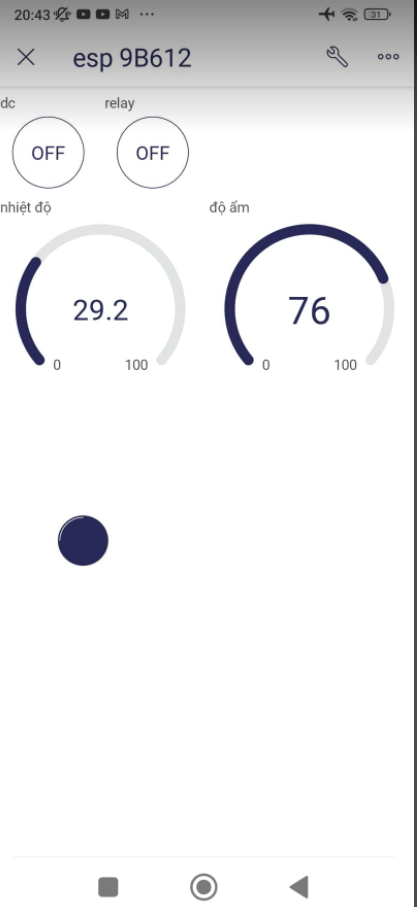 20:43
31
esp 9B612
dc relay
OFF OFF
nhiệt độ độ ẩm
29.2 76
0 100 0 100